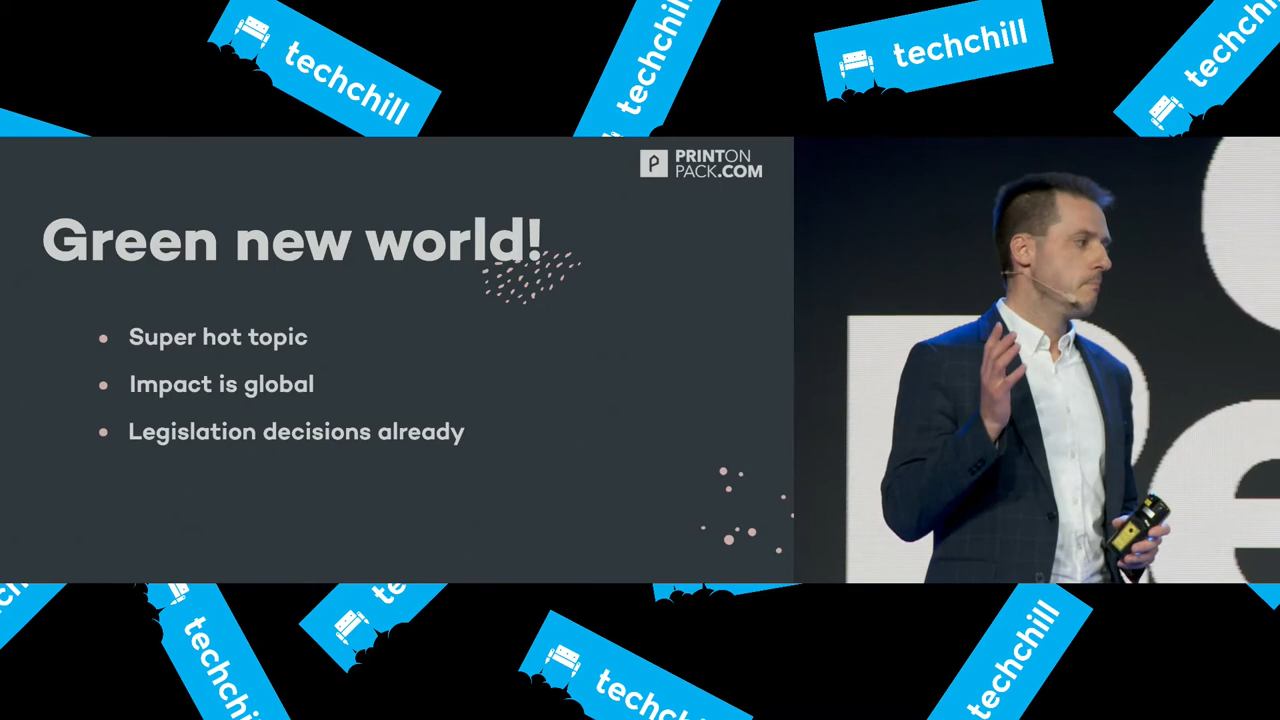 techchill
techchill
techchill
techchill
PRINTON
PACK.COM
Green new world!
• Super hot topic
• Impact is global
• Legislation decisions already
techchill
techchill
techchill